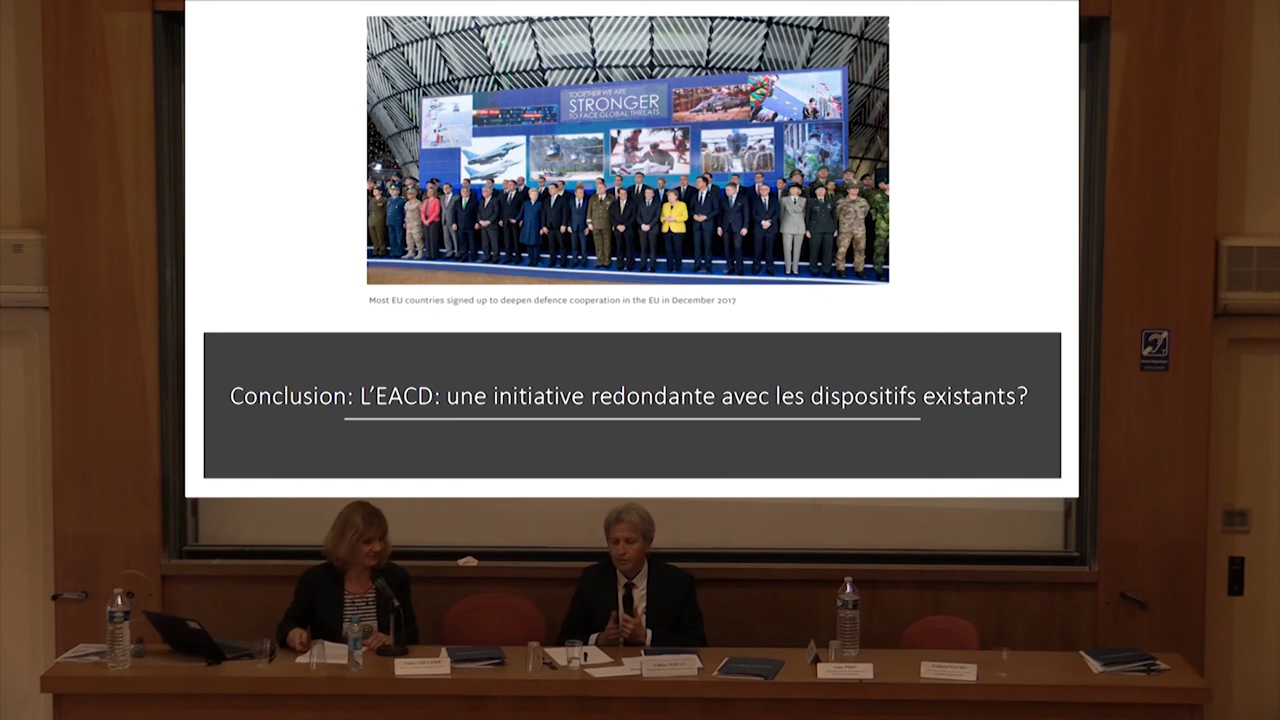 TOGETHER WE ARE
STRONGER
TO FACE GLOBAL THREATS
Most EU countries signed up to deepen defence cooperation in the EU in December 2017
Conclusion: L'EACD: une initiative redondante avec les dispositifs existants?